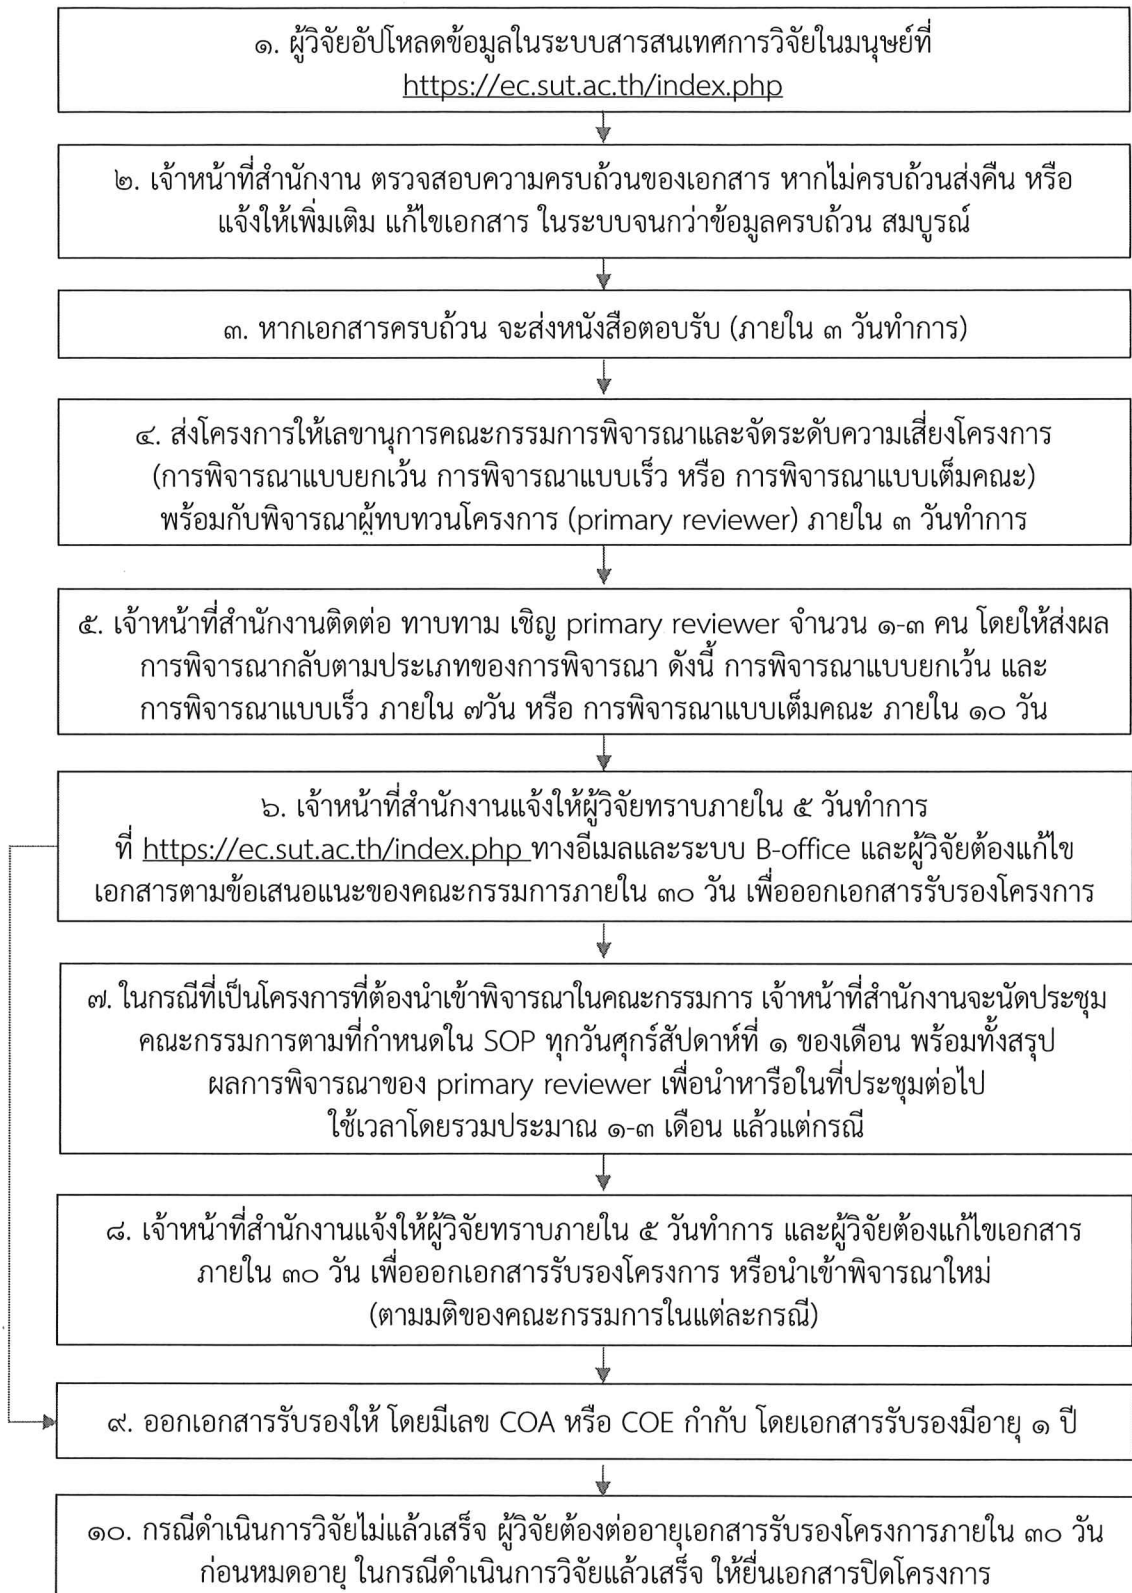 ๑. ผู้วิจัยอัปโหลดข้อมูลในระบบสารสนเทศการวิจัยในมนุษย์ที่
https://ec.sut.ac.th/index.php
๒. เจ้าหน้าที่สำนักงาน ตรวจสอบความครบถ้วนของเอกสาร หากไม่ครบถ้วนส่งคืน หรือ
แจ้งให้เพิ่มเติม แก้ไขเอกสาร ในระบบจนกว่าข้อมูลครบถ้วน สมบูรณ์
๓. หากเอกสารครบถ้วน จะส่งหนังสือตอบรับ (ภายใน ๓ วันทำการ)
๔. ส่งโครงการให้เลขานุการคณะกรรมการพิจารณาและจัดระดับความเสี่ยงโครงการ
(การพิจารณาแบบยกเว้น การพิจารณาแบบเร็ว หรือ การพิจารณาแบบเต็มคณะ)
พร้อมกับพิจารณาผู้ทบทวนโครงการ (primary reviewer) ภายใน ๓ วันทำการ
๕. เจ้าหน้าที่สำนักงานติดต่อ ทาบทาม เชิญ primary reviewer จำนวน ๑-๓ คน โดยให้ส่งผล
การพิจารณากลับตามประเภทของการพิจารณา ดังนี้ การพิจารณาแบบยกเว้น และ
การพิจารณาแบบเร็ว ภายใน ๗วัน หรือ การพิจารณาแบบเต็มคณะ ภายใน ๑๐ วัน
๖. เจ้าหน้าที่สำนักงานแจ้งให้ผู้วิจัยทราบภายใน ๕ วันทำการ
ที่ https://ec.sut.ac.th/index.php ทางอีเมลและระบบ B-office และผู้วิจัยต้องแก้ไข
เอกสารตามข้อเสนอแนะของคณะกรรมการภายใน ๓๐ วัน เพื่อออกเอกสารรับรองโครงการ
๗. ในกรณีที่เป็นโครงการที่ต้องนำเข้าพิจารณาในคณะกรรมการ เจ้าหน้าที่สำนักงานจะนัดประชุม
คณะกรรมการตามที่กำหนดใน SOP ทุกวันศุกร์สัปดาห์ที่ ๑ ของเดือน พร้อมทั้งสรุป
ผลการพิจารณาของ primary reviewer เพื่อนำหารือในที่ประชุมต่อไป
ใช้เวลาโดยรวมประมาณ ๑-๓ เดือน แล้วแต่กรณี
๘. เจ้าหน้าที่สำนักงานแจ้งให้ผู้วิจัยทราบภายใน ๕ วันทำการ และผู้วิจัยต้องแก้ไขเอกสาร
ภายใน ๓๐ วัน เพื่อออกเอกสารรับรองโครงการ หรือนำเข้าพิจารณาใหม่
(ตามมติของคณะกรรมการในแต่ละกรณี)
๙. ออกเอกสารรับรองให้ โดยมีเลข COA หรือ COE กำกับ โดยเอกสารรับรองมีอายุ ๑ ปี
๑๐. กรณีดำเนินการวิจัยไม่แล้วเสร็จ ผู้วิจัยต้องต่ออายุเอกสารรับรองโครงการภายใน ๓๐ วัน
ก่อนหมดอายุ ในกรณีดำเนินการวิจัยแล้วเสร็จ ให้ยื่นเอกสารปิดโครงการ